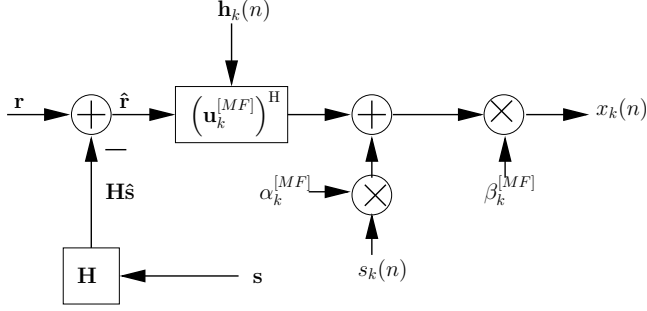 h_k(n)
r
+
r̂
(u_k^{[MF]})^H
+
×
x_k(n)
−
Hŝ
α_k^{[MF]}
×
β_k^{[MF]}
H
s
s_k(n)